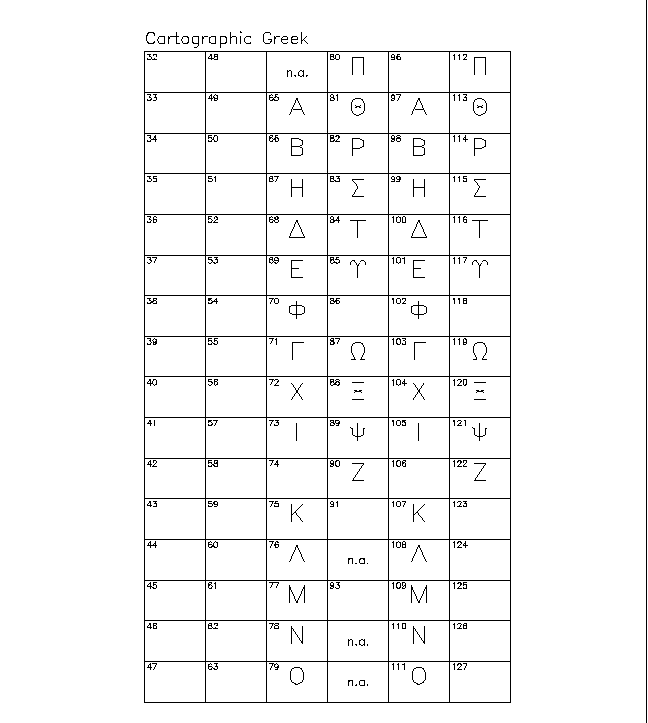 Cartographic Greek
32 48 n.a. 80 Π 96 112 Π
33 49 65 Α 81 Θ 97 Α 113 Θ
34 50 66 Β 82 Ρ 98 Β 114 Ρ
35 51 67 Η 83 Σ 99 Η 115 Σ
36 52 68 Δ 84 Τ 100 Δ 116 Τ
37 53 69 Ε 85 ϒ 101 Ε 117 ϒ
38 54 70 Φ 86 102 Φ 118
39 55 71 Γ 87 Ω 103 Γ 119 Ω
40 56 72 Χ 88 Ξ 104 Χ 120 Ξ
41 57 73 Ι 89 Ψ 105 Ι 121 Ψ
42 58 74 90 Ζ 106 122 Ζ
43 59 75 Κ 91 107 Κ 123
44 60 76 Λ n.a. 108 Λ 124
45 61 77 Μ 93 109 Μ 125
46 62 78 Ν n.a. 110 Ν 126
47 63 79 Ο n.a. 111 Ο 127